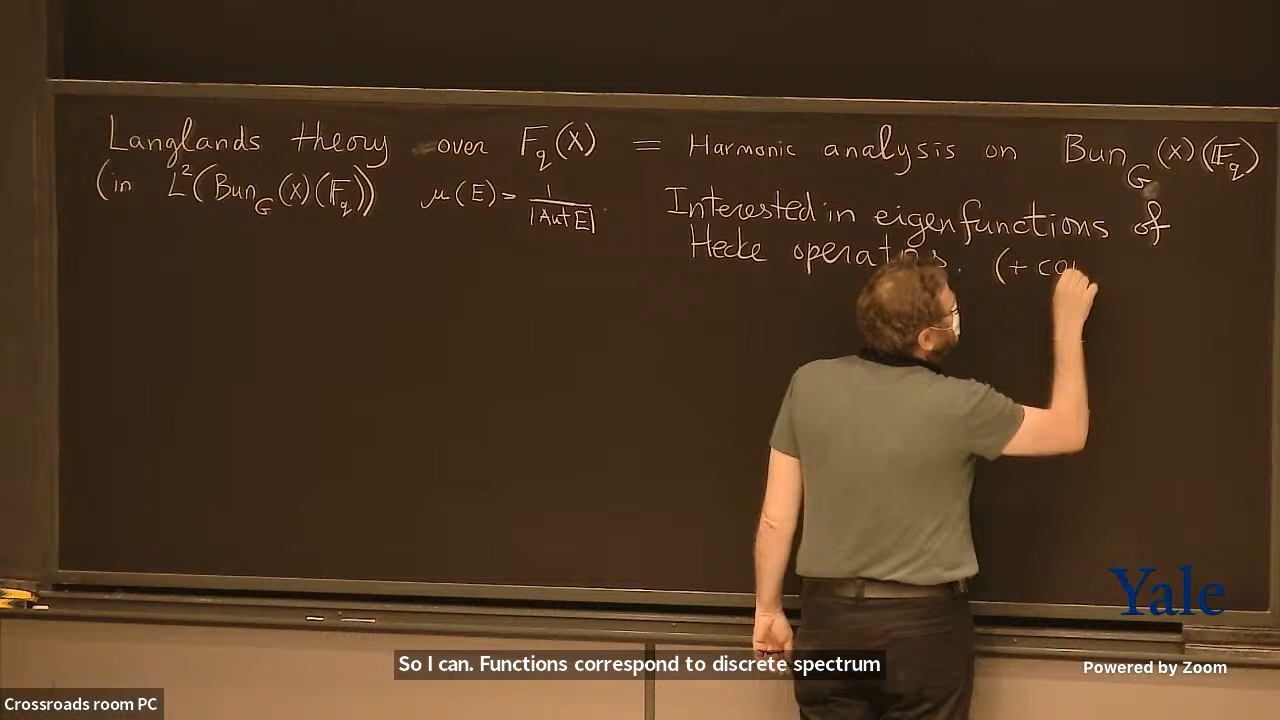 Langlands theory over F_q(X) = Harmonic analysis on Bun_G(X)(F_q)
(in L²(Bun_G(X)(F_q)) μ(E) = 1/|Aut E|.
Interested in eigenfunctions of
Hecke operators. (+ co
Yale
So I can. Functions correspond to discrete spectrum
Powered by Zoom
Crossroads room PC